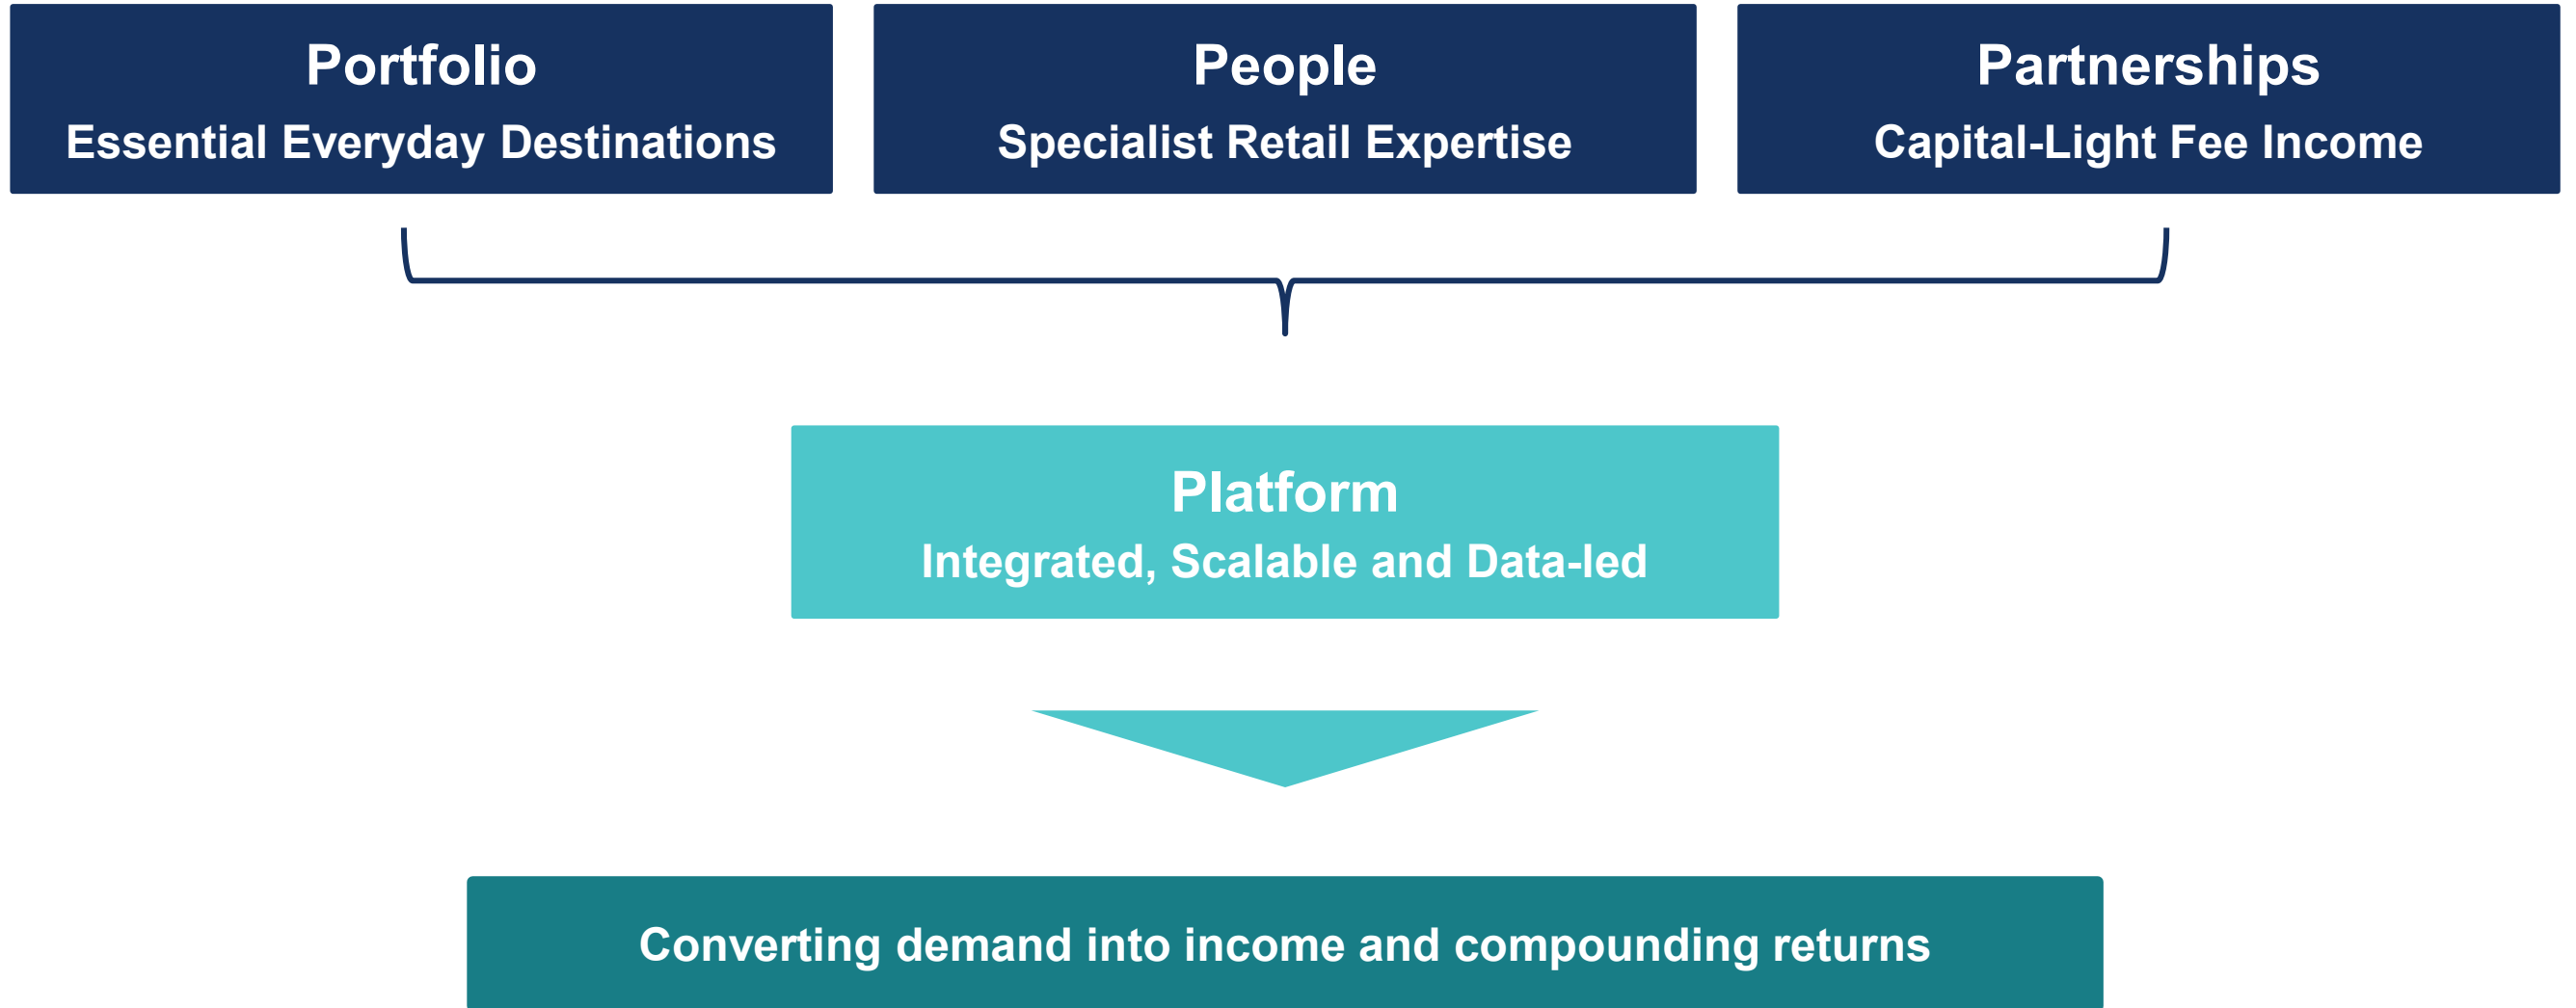 Portfolio
Essential Everyday Destinations
People
Specialist Retail Expertise
Partnerships
Capital-Light Fee Income
Platform
Integrated, Scalable and Data-led
Converting demand into income and compounding returns